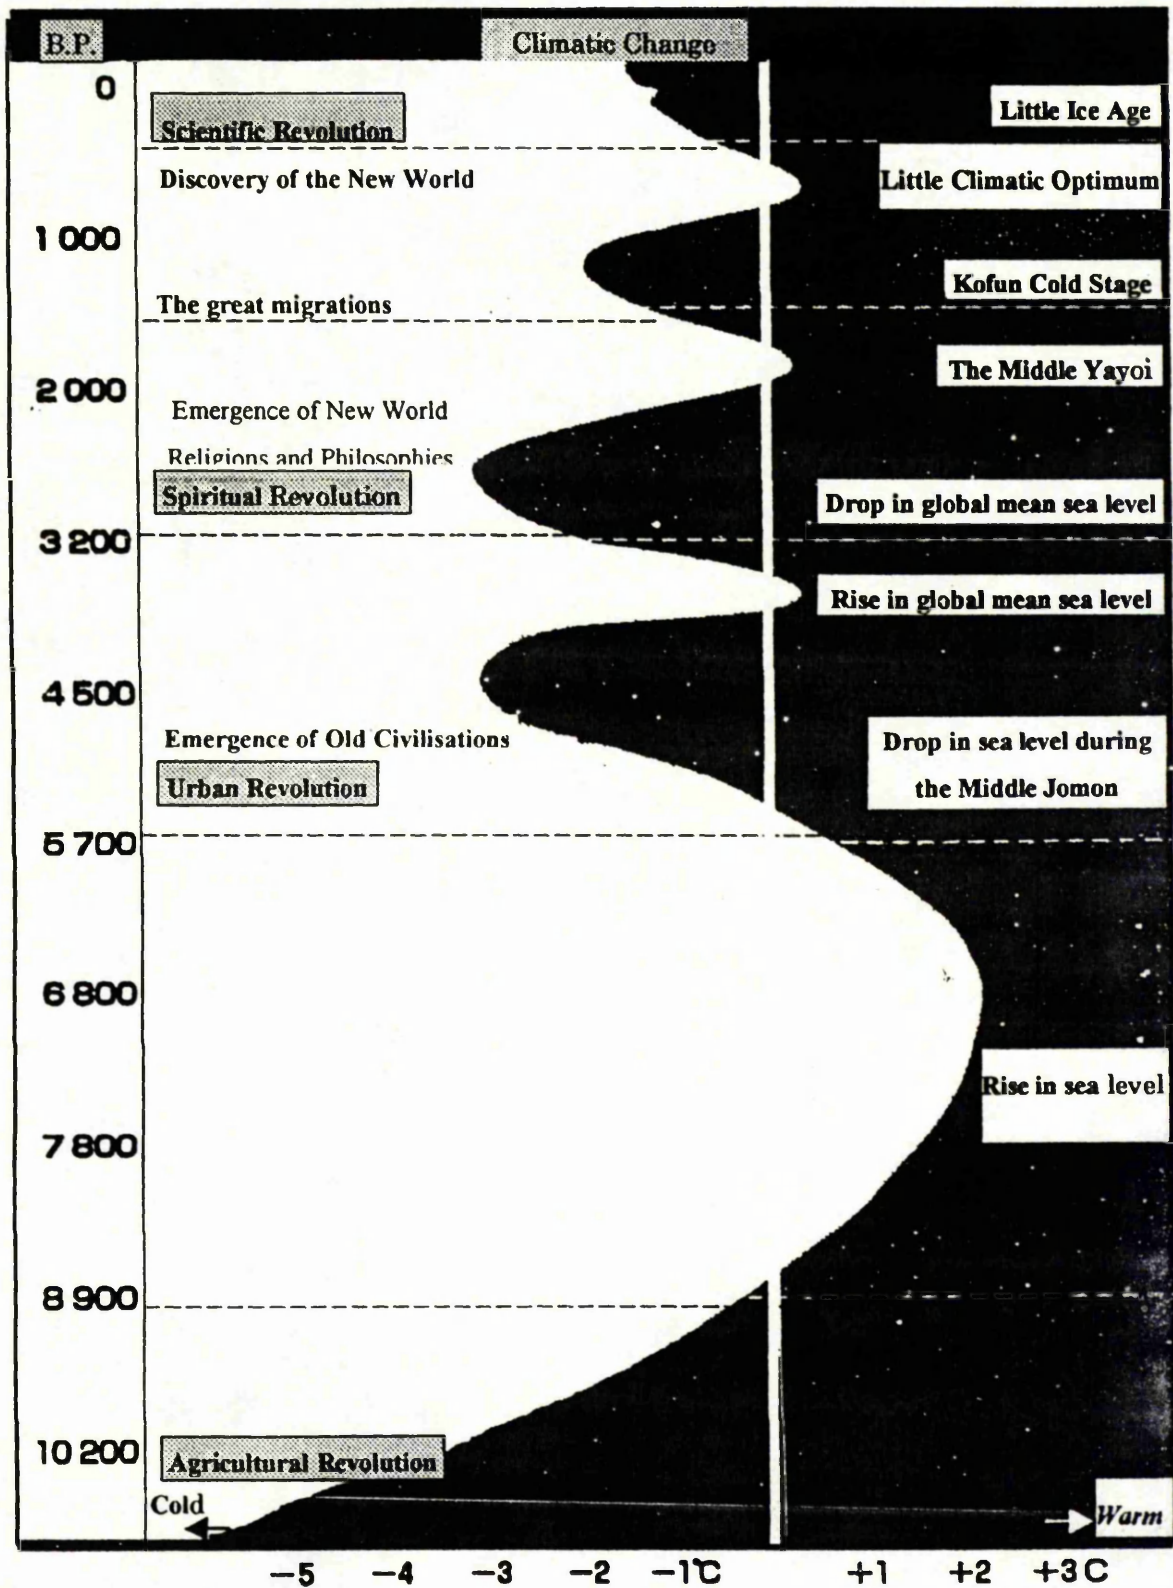 B.P.
Climatic Change
0
Little Ice Age
Scientific Revolution
Discovery of the New World
Little Climatic Optimum
1 000
Kofun Cold Stage
The great migrations
The Middle Yayoi
2 000
Emergence of New World
Religions and Philosophies
Spiritual Revolution
Drop in global mean sea level
3 200
Rise in global mean sea level
4 500
Emergence of Old Civilisations
Drop in sea level during
the Middle Jomon
Urban Revolution
5 700
6 800
Rise in sea level
7 800
8 900
10 200
Agricultural Revolution
Cold
Warm
−5 −4 −3 −2 −1°C +1 +2 +3 C